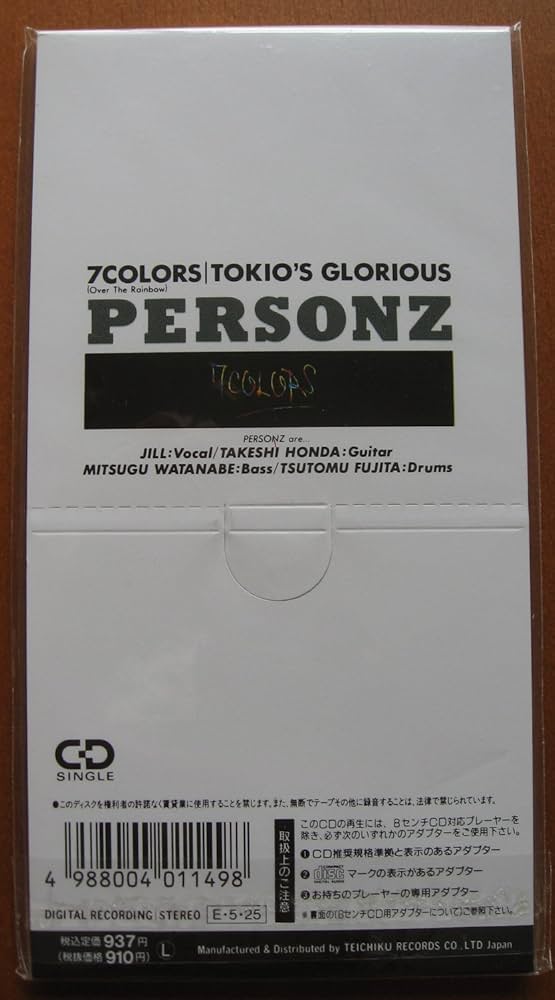 7COLORS|TOKIO'S GLORIOUS
(Over The Rainbow)
PERSONZ
7COLORS
PERSONZ are...
JILL:Vocal/TAKESHI HONDA:Guitar
MITSUGU WATANABE:Bass/TSUTOMU FUJITA:Drums
CD
SINGLE
●このディスクを権利者の許諾なく賃貸業に使用することを禁じます。また、無断でテープその他に録音することは、法律で禁じられています。
4 988004 011498
DIGITAL RECORDING|STEREO E・5・25
取扱上のご注意
このCDの再生には、8センチCD対応プレーヤーを
除き、必ず次のいずれかのアダプターをご使用下さい。
❶CD推奨規格準拠と表示のあるアダプター
❷COMPACT disc DIGITAL AUDIO マークの表示があるアダプター
❸お持ちのプレーヤーの専用アダプター
※裏面の〈8センチCD用アダプターについて〉ご参照下さい。
税込定価 937円
(税抜価格 910円)
L
Manufactured & Distributed by TEICHIKU RECORDS CO.,LTD Japan